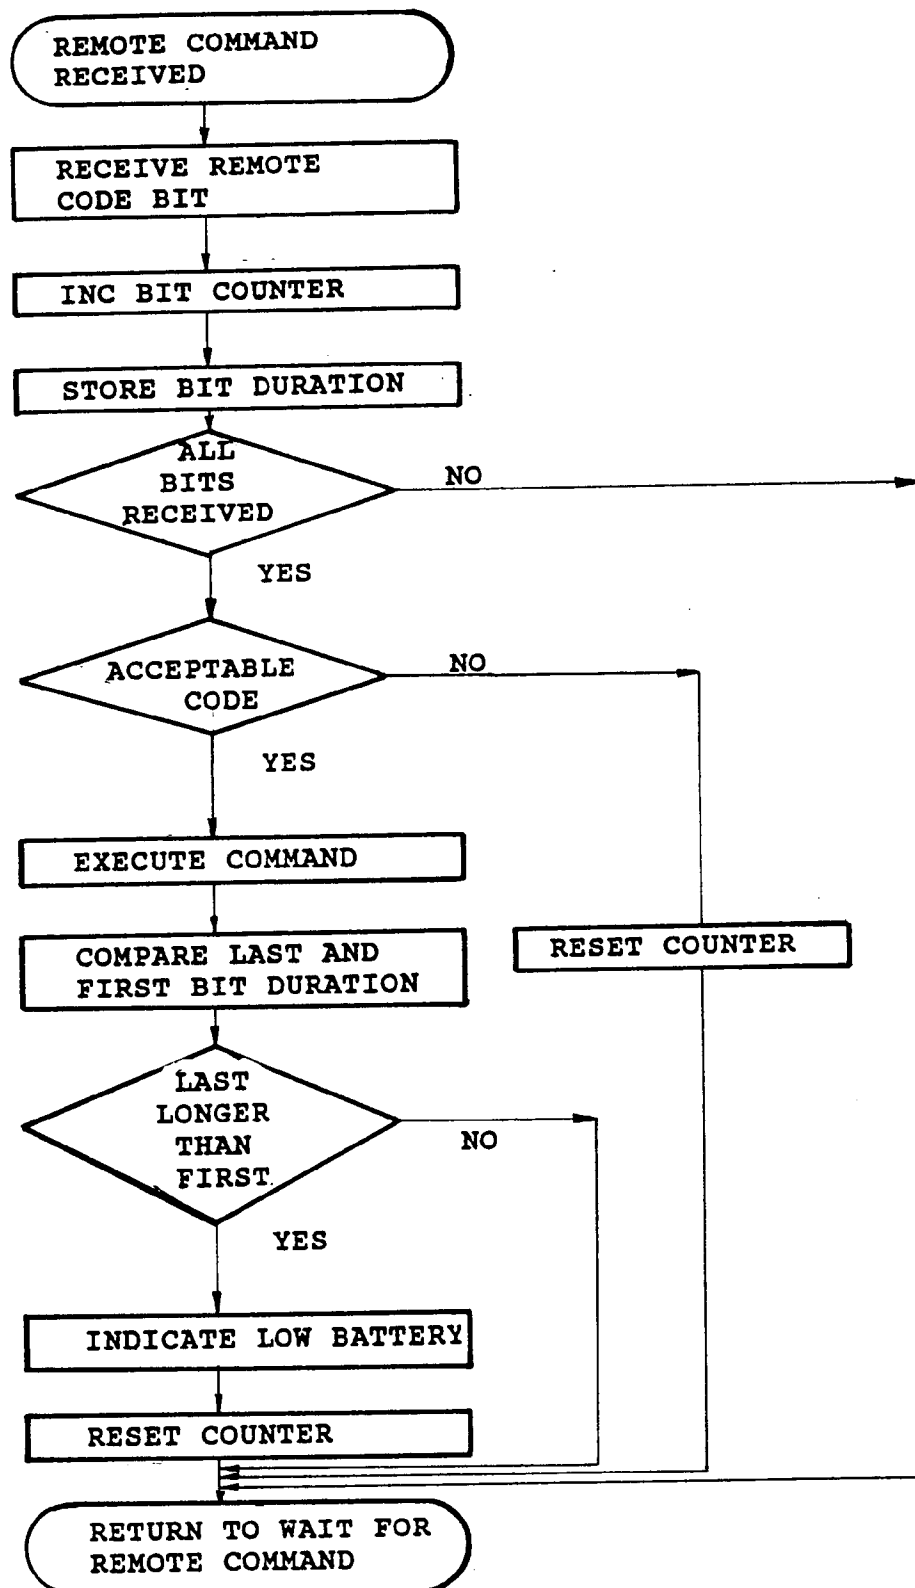 REMOTE COMMAND
RECEIVED
RECEIVE REMOTE
CODE BIT
INC BIT COUNTER
STORE BIT DURATION
ALL
BITS
RECEIVED
NO
YES
ACCEPTABLE
CODE
NO
YES
EXECUTE COMMAND
COMPARE LAST AND
FIRST BIT DURATION
RESET COUNTER
LAST
LONGER
THAN
FIRST
NO
YES
INDICATE LOW BATTERY
RESET COUNTER
RETURN TO WAIT FOR
REMOTE COMMAND